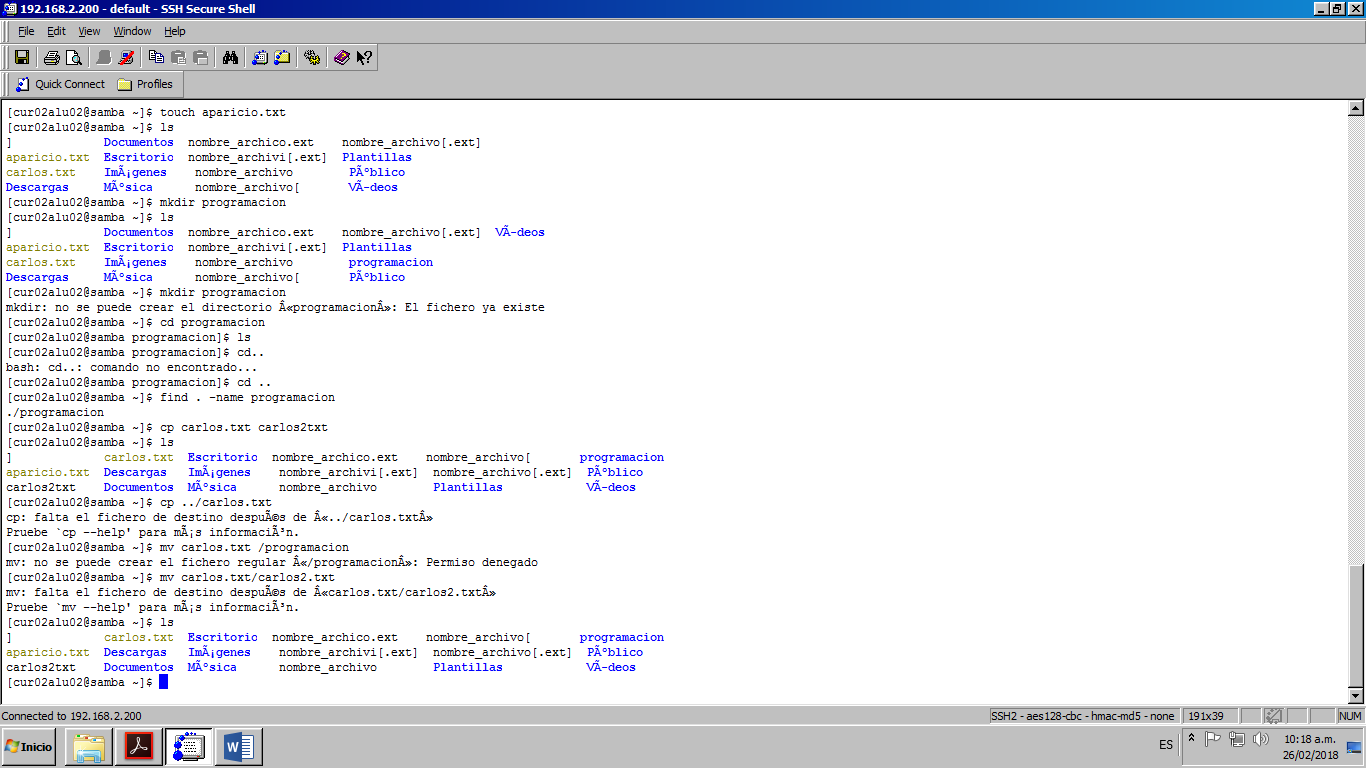 192.168.2.200 - default - SSH Secure Shell
File Edit View Window Help
Quick Connect Profiles
[cur02alu02@samba ~]$ touch aparicio.txt
[cur02alu02@samba ~]$ ls
] Documentos nombre_archico.ext nombre_archivo[.ext]
aparicio.txt Escritorio nombre_archivi[.ext] Plantillas
carlos.txt ImÃ¡genes nombre_archivo PÃºblico
Descargas MÃºsica nombre_archivo[ VÃ-deos
[cur02alu02@samba ~]$ mkdir programacion
[cur02alu02@samba ~]$ ls
] Documentos nombre_archico.ext nombre_archivo[.ext] VÃ-deos
aparicio.txt Escritorio nombre_archivi[.ext] Plantillas
carlos.txt ImÃ¡genes nombre_archivo programacion
Descargas MÃºsica nombre_archivo[ PÃºblico
[cur02alu02@samba ~]$ mkdir programacion
mkdir: no se puede crear el directorio Â«programacionÂ»: El fichero ya existe
[cur02alu02@samba ~]$ cd programacion
[cur02alu02@samba programacion]$ ls
[cur02alu02@samba programacion]$ cd..
bash: cd..: comando no encontrado...
[cur02alu02@samba programacion]$ cd ..
[cur02alu02@samba ~]$ find . -name programacion
./programacion
[cur02alu02@samba ~]$ cp carlos.txt carlos2txt
[cur02alu02@samba ~]$ ls
] carlos.txt Escritorio nombre_archico.ext nombre_archivo[ programacion
aparicio.txt Descargas ImÃ¡genes nombre_archivi[.ext] nombre_archivo[.ext] PÃºblico
carlos2txt Documentos MÃºsica nombre_archivo Plantillas VÃ-deos
[cur02alu02@samba ~]$ cp ../carlos.txt
cp: falta el fichero de destino despuÃ©s de Â«../carlos.txtÂ»
Pruebe `cp --help' para mÃ¡s informaciÃ³n.
[cur02alu02@samba ~]$ mv carlos.txt /programacion
mv: no se puede crear el fichero regular Â«/programacionÂ»: Permiso denegado
[cur02alu02@samba ~]$ mv carlos.txt/carlos2.txt
mv: falta el fichero de destino despuÃ©s de Â«carlos.txt/carlos2.txtÂ»
Pruebe `mv --help' para mÃ¡s informaciÃ³n.
[cur02alu02@samba ~]$ ls
] carlos.txt Escritorio nombre_archico.ext nombre_archivo[ programacion
aparicio.txt Descargas ImÃ¡genes nombre_archivi[.ext] nombre_archivo[.ext] PÃºblico
carlos2txt Documentos MÃºsica nombre_archivo Plantillas VÃ-deos
[cur02alu02@samba ~]$
Connected to 192.168.2.200 SSH2 - aes128-cbc - hmac-md5 - none 191x39 NUM
Inicio ES 10:18 a.m.
26/02/2018